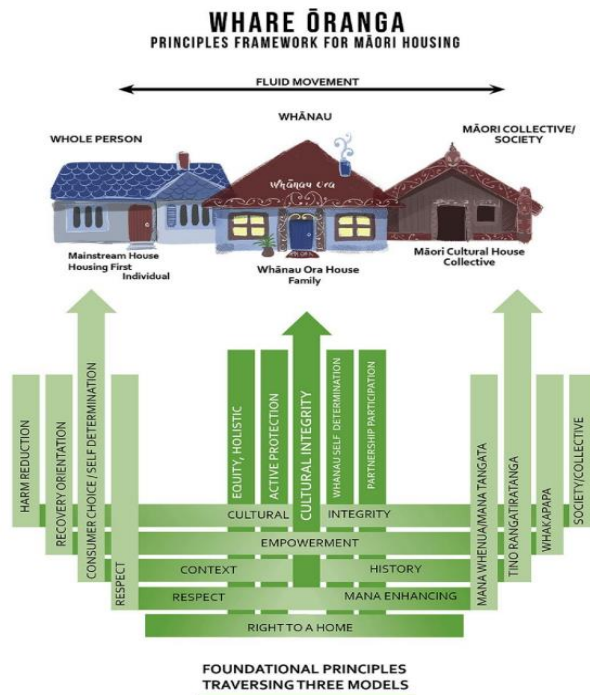 WHARE ŌRANGA
PRINCIPLES FRAMEWORK FOR MĀORI HOUSING
FLUID MOVEMENT
WHOLE PERSON
WHĀNAU
MĀORI COLLECTIVE/
SOCIETY
Whānau ora
Mainstream House
Housing First
Individual
Whānau Ora House
Family
Māori Cultural House
Collective
HARM REDUCTION
RECOVERY ORIENTATION
CONSUMER CHOICE / SELF DETERMINATION
RESPECT
EQUITY, HOLISTIC
ACTIVE PROTECTION
CULTURAL INTEGRITY
WHANAU SELF DETERMINATION
PARTNERSHIP PARTICIPATION
MANA WHENUA/MANA TANGATA
TINO RANGATIRATANGA
WHAKAPAPA
SOCIETY/COLLECTIVE
CULTURAL INTEGRITY
EMPOWERMENT
CONTEXT HISTORY
RESPECT MANA ENHANCING
RIGHT TO A HOME
FOUNDATIONAL PRINCIPLES
TRAVERSING THREE MODELS